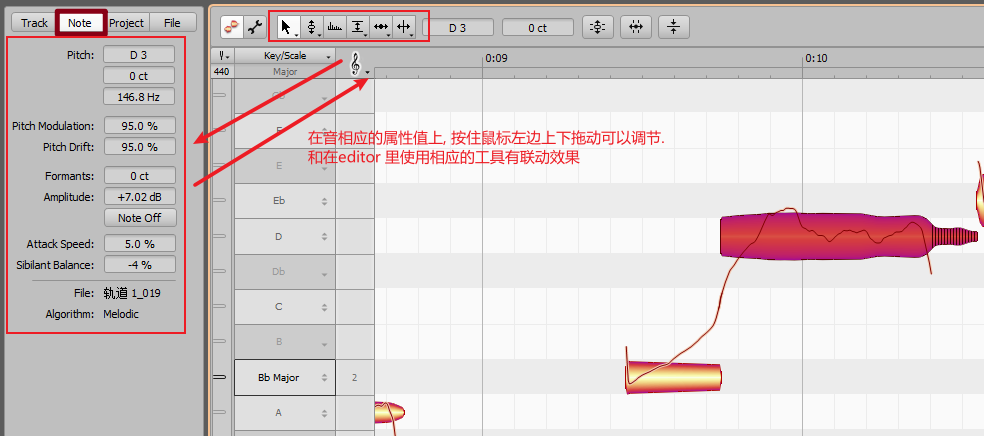 Track Note Project File
Pitch: D 3
0 ct
146.8 Hz
Pitch Modulation: 95.0 %
Pitch Drift: 95.0 %
Formants: 0 ct
Amplitude: +7.02 dB
Note Off
Attack Speed: 5.0 %
Sibilant Balance: -4 %
File: 轨道 1_019
Algorithm: Melodic
D 3 0 ct
Key/Scale
440 Major
0:09 0:10
在音相应的属性值上, 按住鼠标左边上下拖动可以调节.
和在editor 里使用相应的工具有联动效果
E
Eb
D
Db
C
B
Bb Major 2
A